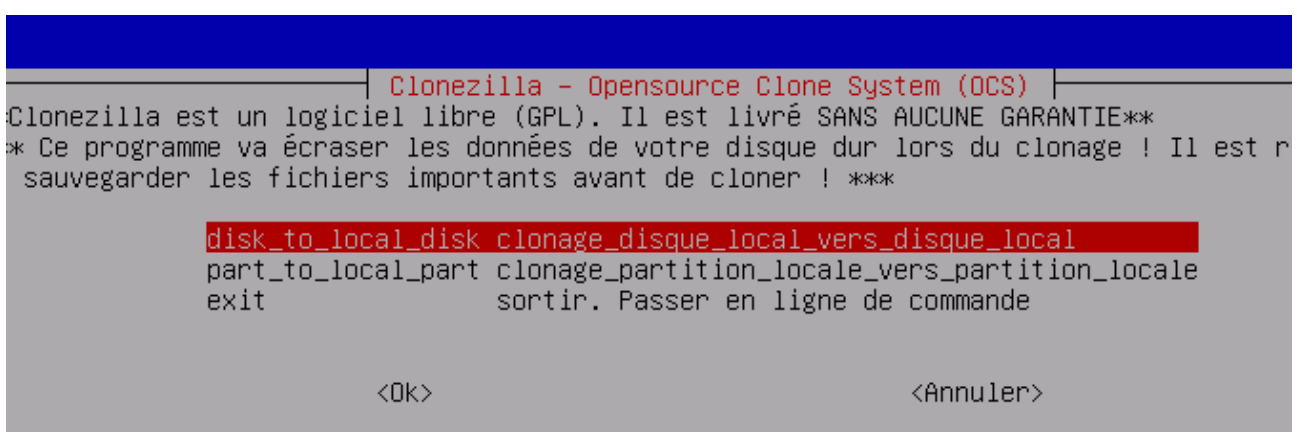 Clonezilla - Opensource Clone System (OCS)
Clonezilla est un logiciel libre (GPL). Il est livré SANS AUCUNE GARANTIE**
* Ce programme va écraser les données de votre disque dur lors du clonage ! Il est r
sauvegarder les fichiers importants avant de cloner ! ***
disk_to_local_disk clonage_disque_local_vers_disque_local
part_to_local_part clonage_partition_locale_vers_partition_locale
exit sortir. Passer en ligne de commande
<Ok> <Annuler>